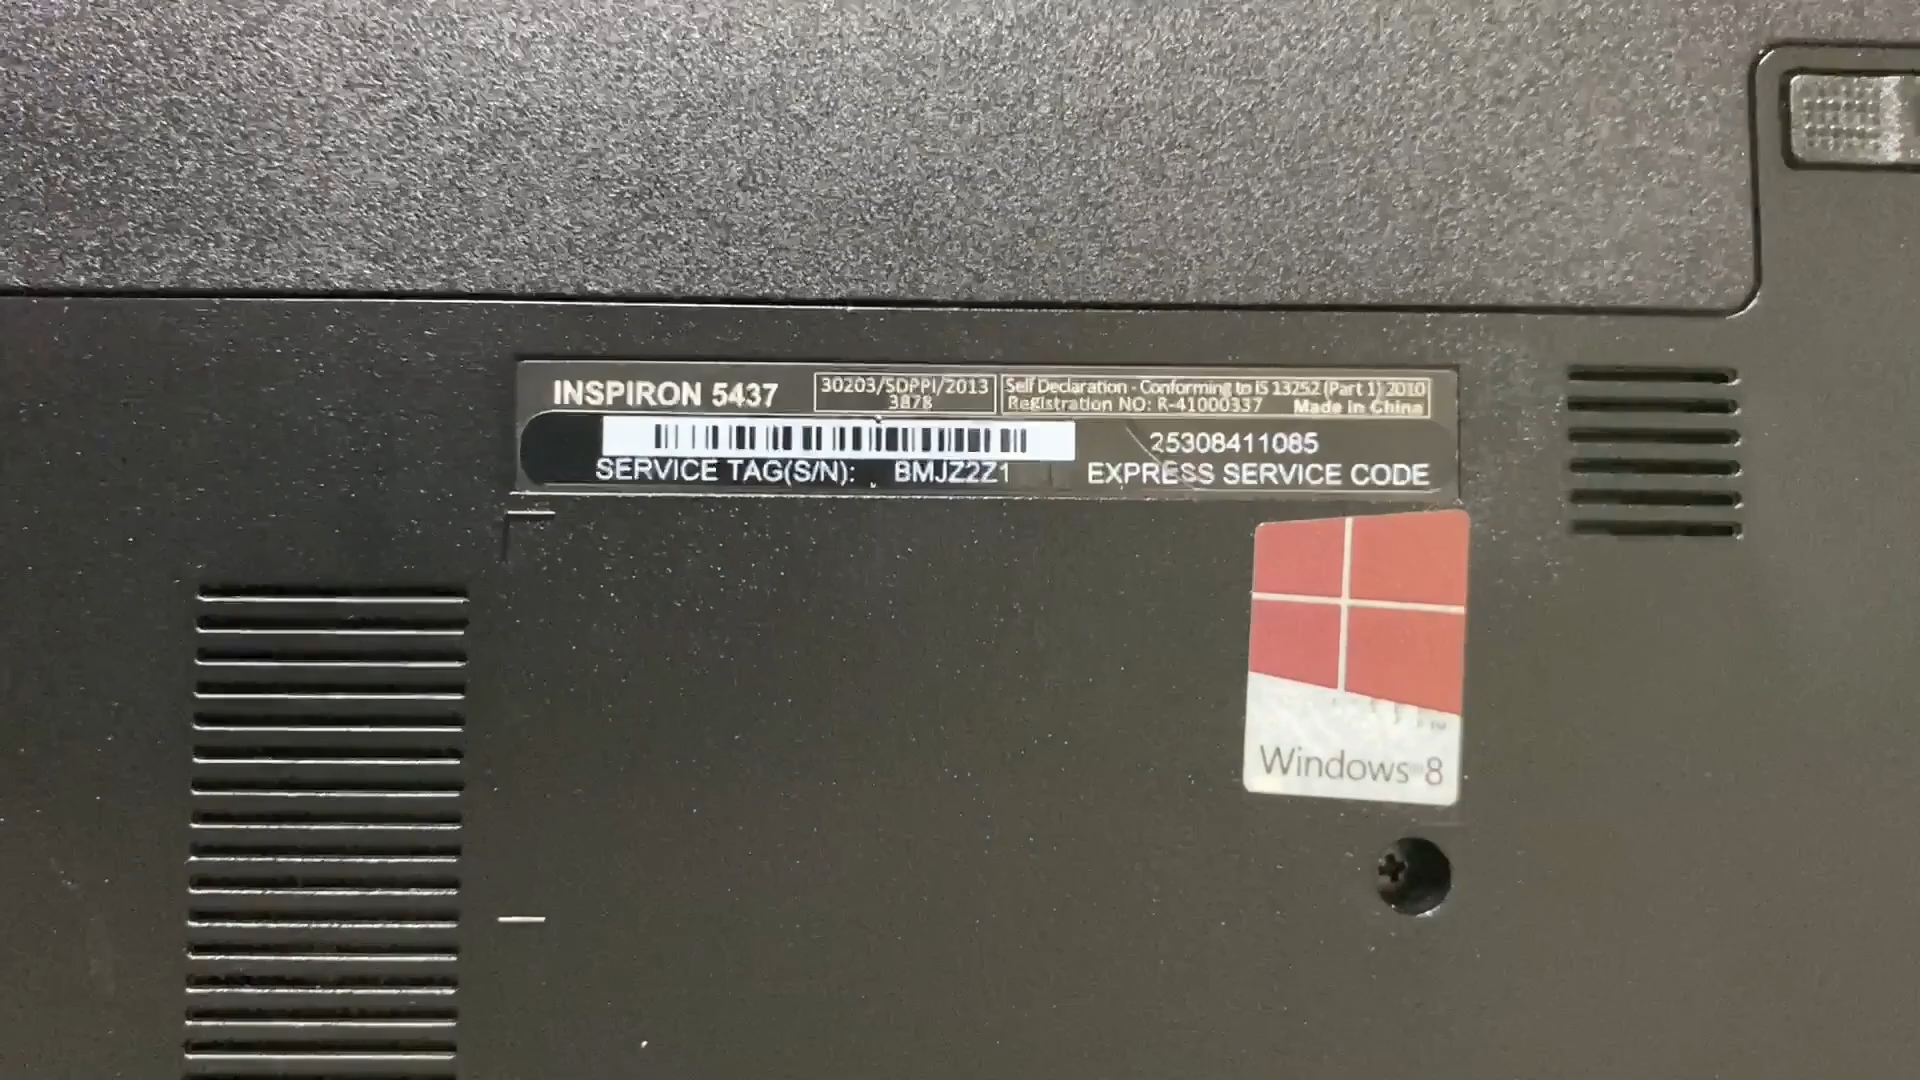 INSPIRON 5437
30203/SDPPI/2013
3878
Self Declaration - Conforming to IS 13252 (Part 1) 2010
Registration NO: R-41000337 Made in China
25308411085
SERVICE TAG(S/N): BMJZ2Z1
EXPRESS SERVICE CODE
Windows 8